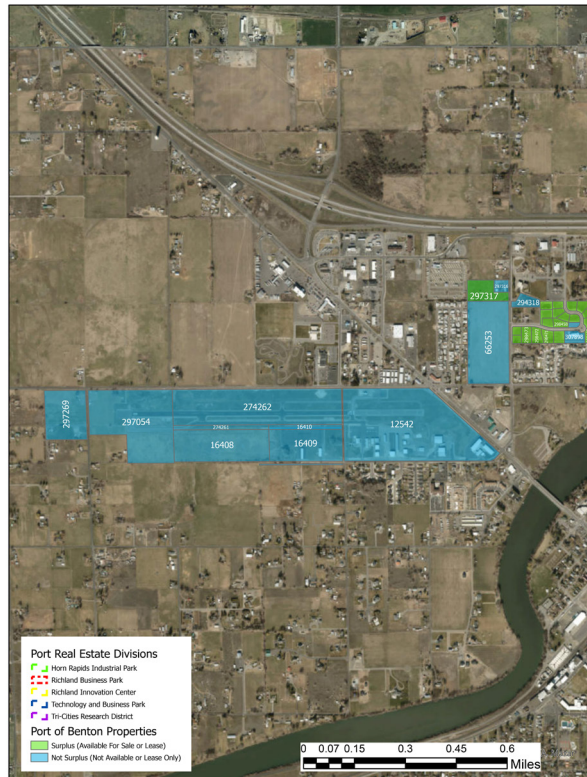 297317
294318
66253
297269
297054
274262
274263
16410
16408
16409
12542
Port Real Estate Divisions
Horn Rapids Industrial Park
Richland Business Park
Richland Innovation Center
Technology and Business Park
Tri-Cities Research District
Port of Benton Properties
Surplus (Available For Sale or Lease)
Not Surplus (Not Available or Lease Only)
0 0.07 0.15 0.3 0.45 0.6
Miles